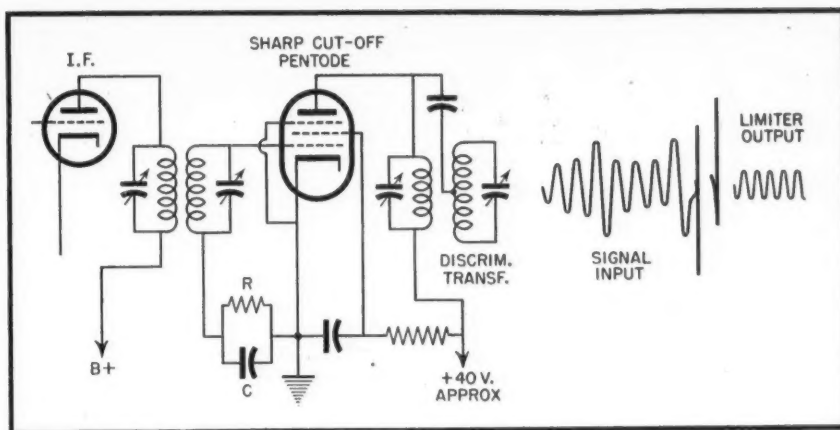 I.F.
SHARP CUT-OFF
PENTODE
LIMITER
OUTPUT
DISCRIM.
TRANSF.
SIGNAL
INPUT
R
C
B+
+40 V.
APPROX